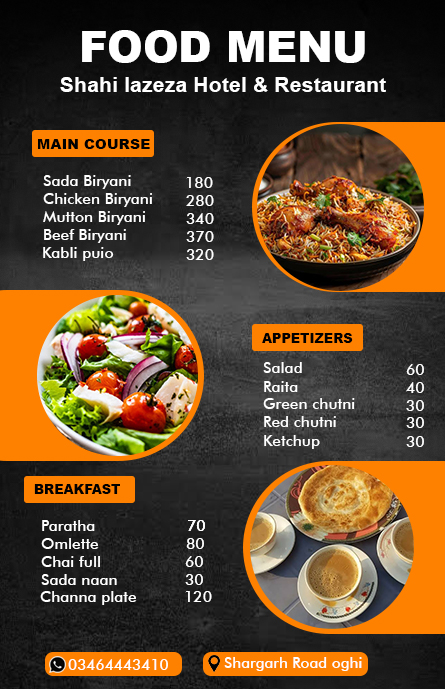 FOOD MENU
Shahi lazeza Hotel & Restaurant
MAIN COURSE
Sada Biryani 180
Chicken Biryani 280
Mutton Biryani 340
Beef Biryani 370
Kabli puio 320
APPETIZERS
Salad 60
Raita 40
Green chutni 30
Red chutni 30
Ketchup 30
BREAKFAST
Paratha 70
Omlette 80
Chai full 60
Sada naan 30
Channa plate 120
03464443410
Shargarh Road oghi